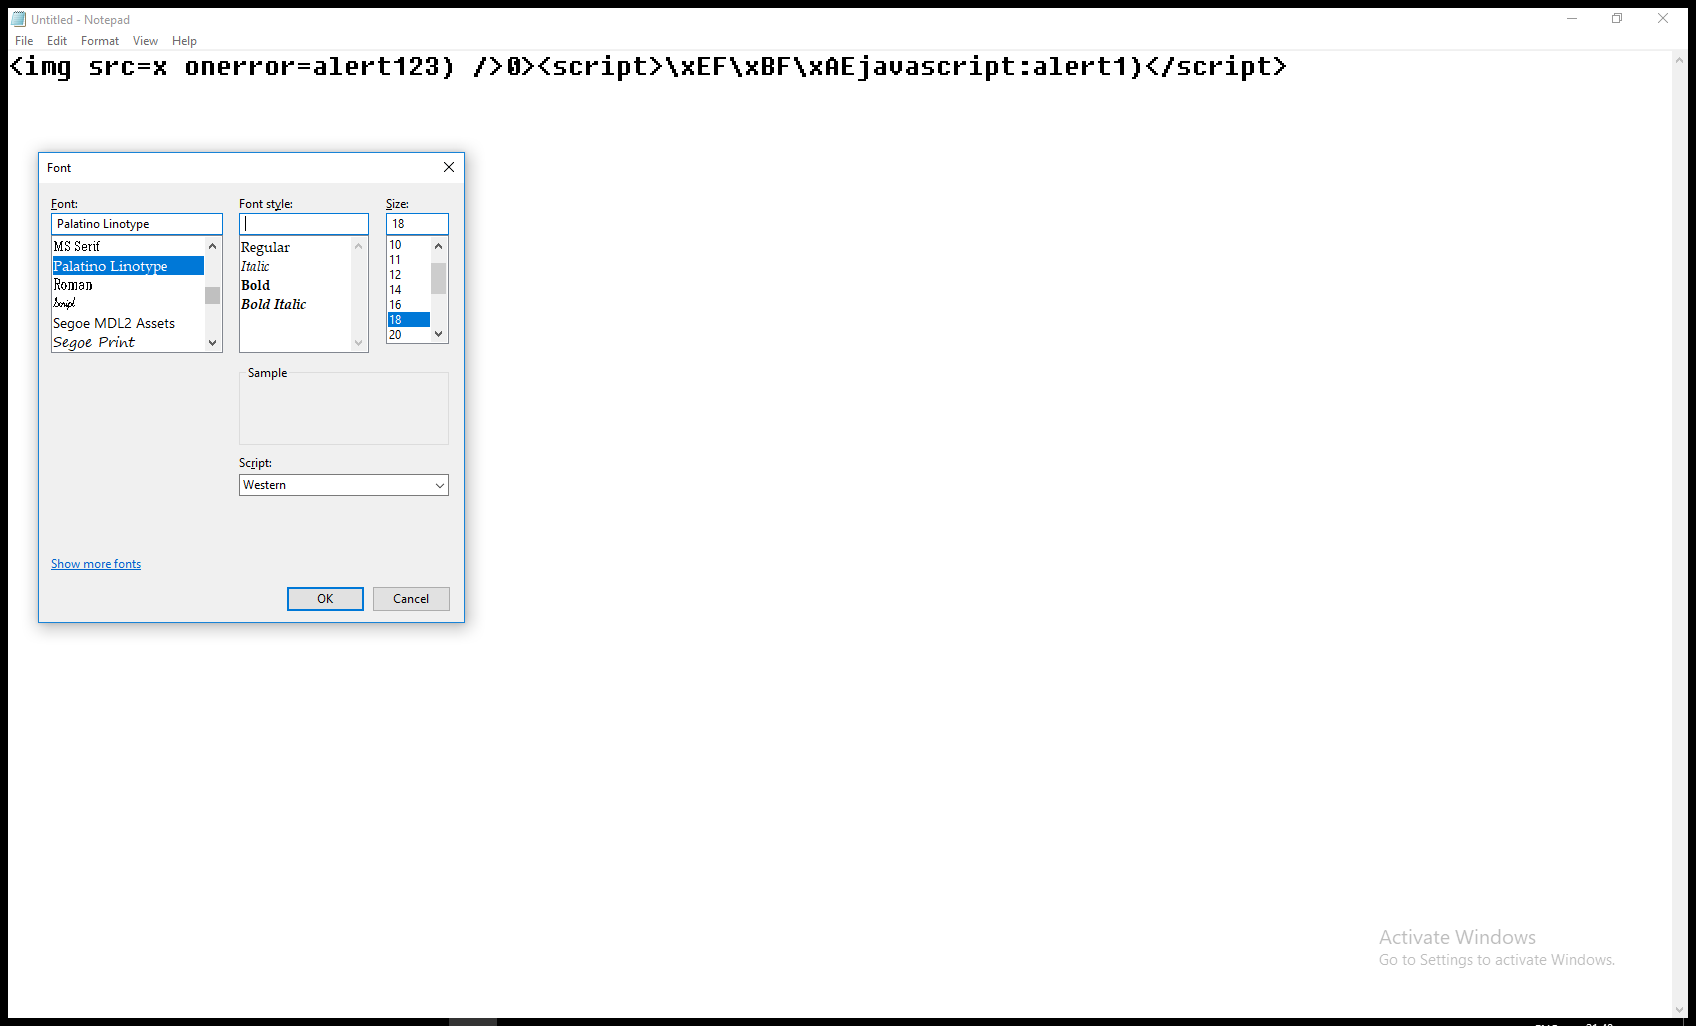 Untitled - Notepad
File Edit Format View Help
<img src=x onerror=alert123) />0><script>\xEF\xBF\xAEjavascript:alert1)</script>
Font
Font: Font style: Size:
Palatino Linotype 18
MS Serif Regular 10
Palatino Linotype Italic 11
Roman Bold 12
Script Bold Italic 14
Segoe MDL2 Assets 16
Segoe Print 18
20
Sample
Script:
Western
Show more fonts
OK Cancel
Activate Windows
Go to Settings to activate Windows.